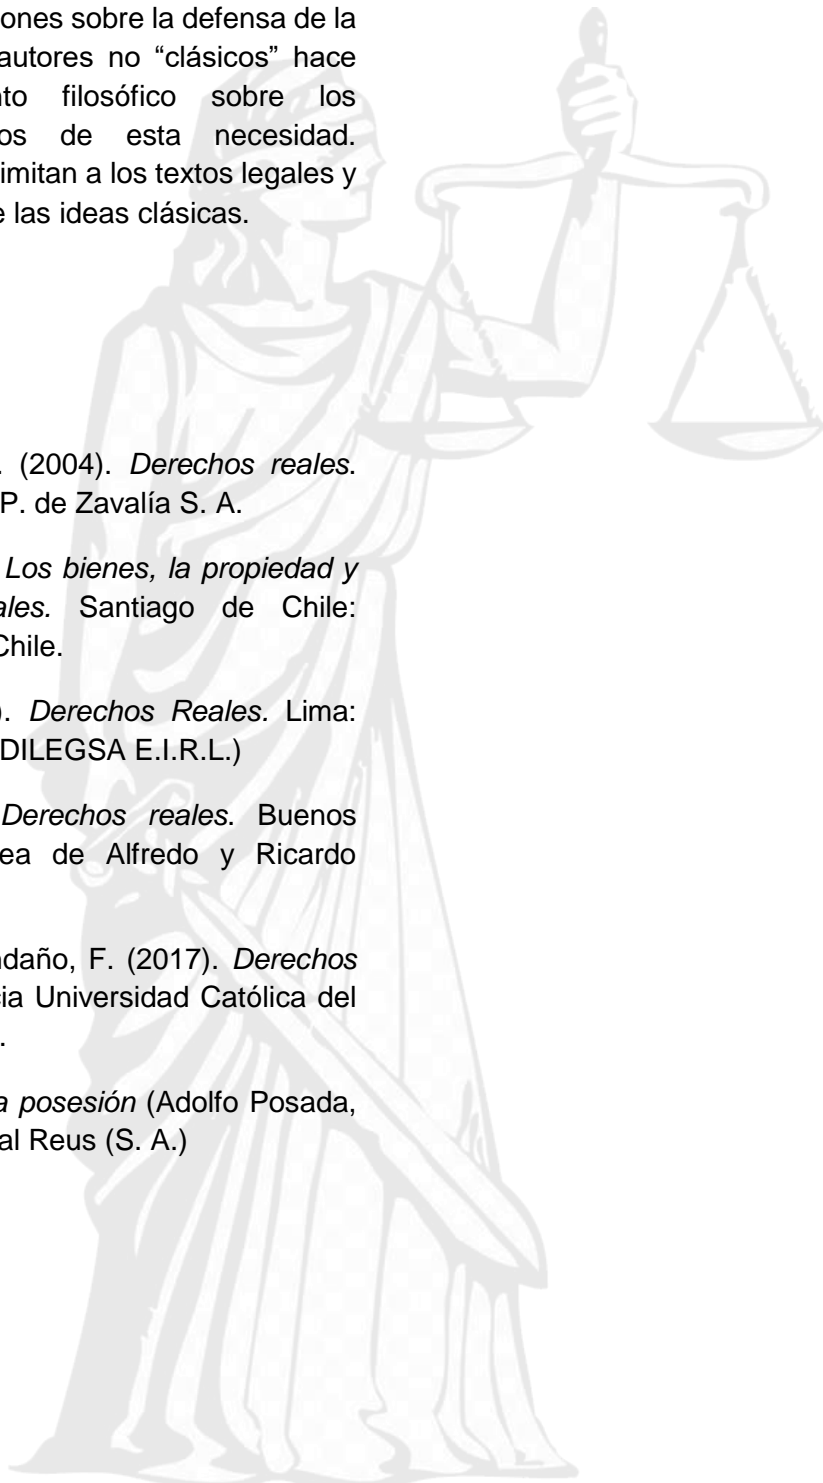 ones sobre la defensa de la
autores no “clásicos” hace
nto filosófico sobre los
os de esta necesidad.
imitan a los textos legales y
e las ideas clásicas.
. (2004). Derechos reales.
P. de Zavalía S. A.
Los bienes, la propiedad y
ales. Santiago de Chile:
Chile.
). Derechos Reales. Lima:
DILEGSA E.I.R.L.)
Derechos reales. Buenos
ea de Alfredo y Ricardo
ndaño, F. (2017). Derechos
cia Universidad Católica del
.
a posesión (Adolfo Posada,
al Reus (S. A.)